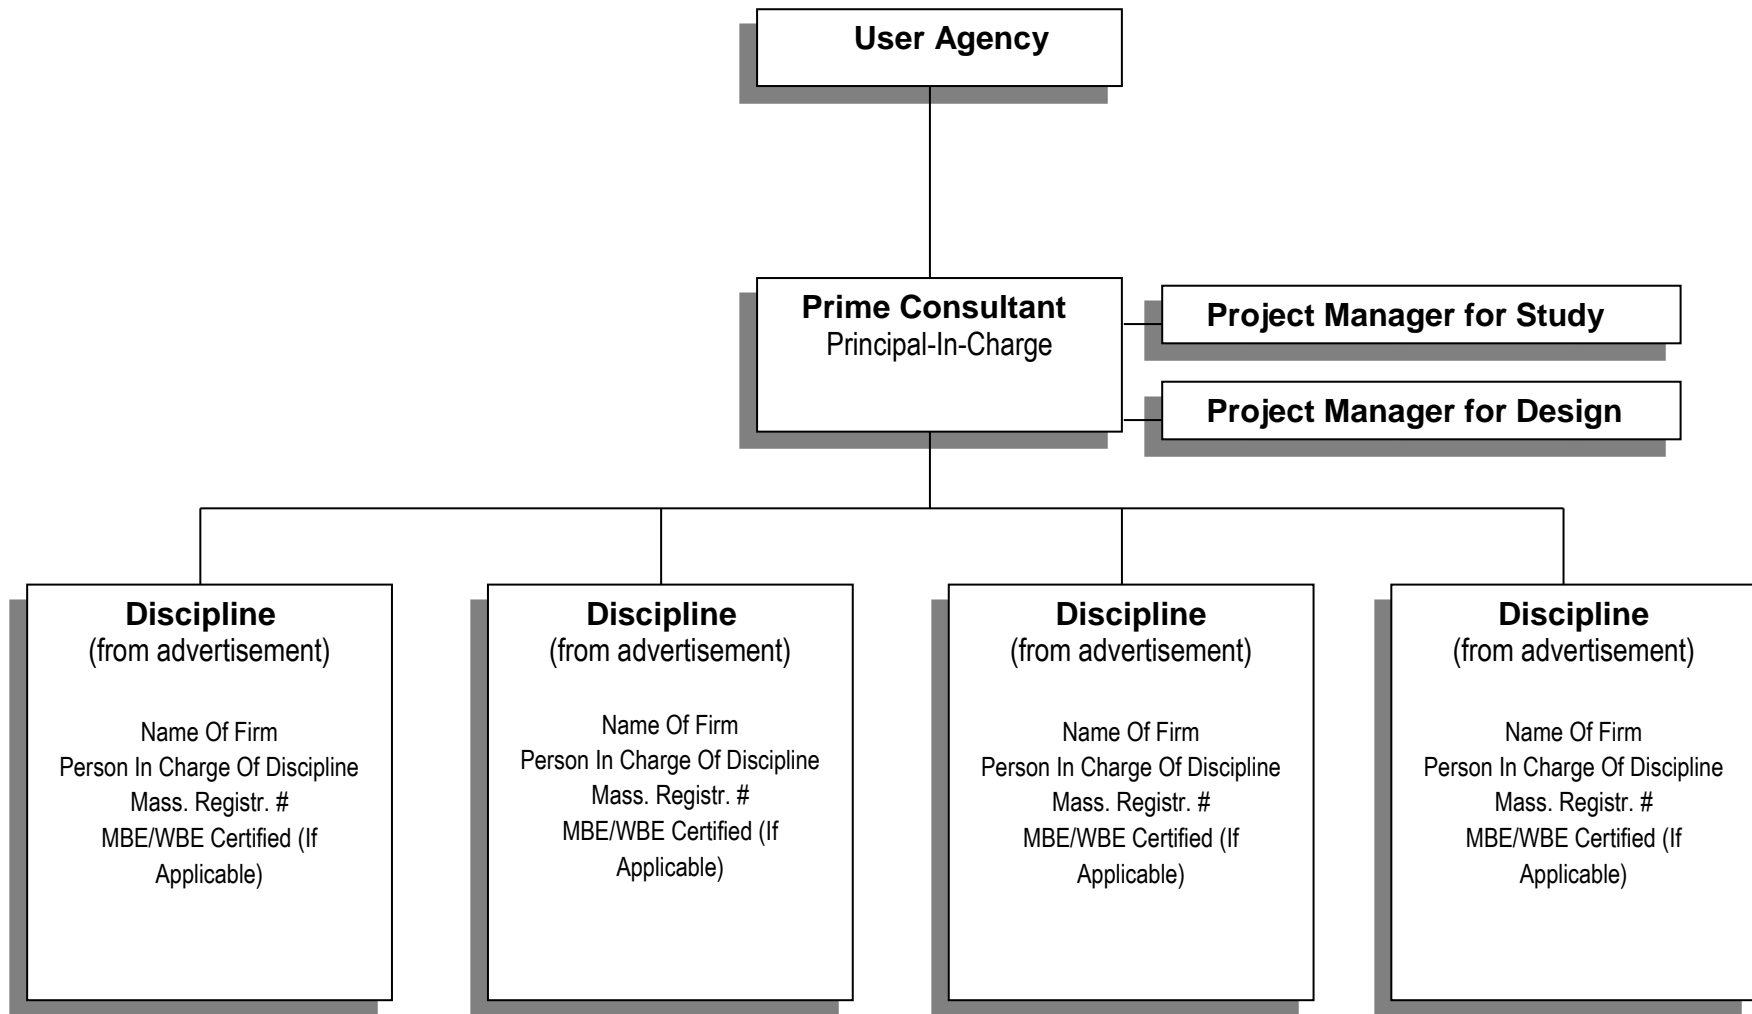 User Agency
Prime Consultant
Principal-In-Charge
Project Manager for Study
Project Manager for Design
Discipline
(from advertisement)
Name Of Firm
Person In Charge Of Discipline
Mass. Registr. #
MBE/WBE Certified (If
Applicable)
Discipline
(from advertisement)
Name Of Firm
Person In Charge Of Discipline
Mass. Registr. #
MBE/WBE Certified (If
Applicable)
Discipline
(from advertisement)
Name Of Firm
Person In Charge Of Discipline
Mass. Registr. #
MBE/WBE Certified (If
Applicable)
Discipline
(from advertisement)
Name Of Firm
Person In Charge Of Discipline
Mass. Registr. #
MBE/WBE Certified (If
Applicable)